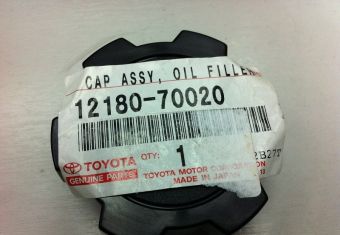 CAP ASSY, OIL FILLER
12180-70020
TOYOTA QTY: 1
GENUINE PARTS TOYOTA MOTOR CORPORATION
MADE IN JAPAN